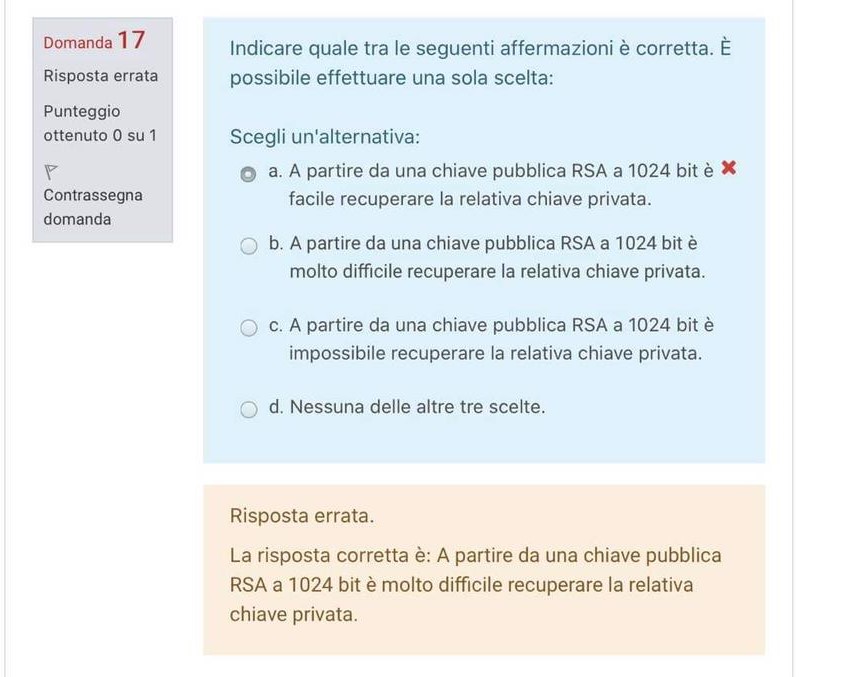 Domanda 17
Risposta errata
Punteggio
ottenuto 0 su 1
Contrassegna
domanda
Indicare quale tra le seguenti affermazioni è corretta. È
possibile effettuare una sola scelta:
Scegli un'alternativa:
a. A partire da una chiave pubblica RSA a 1024 bit è
facile recuperare la relativa chiave privata.
b. A partire da una chiave pubblica RSA a 1024 bit è
molto difficile recuperare la relativa chiave privata.
c. A partire da una chiave pubblica RSA a 1024 bit è
impossibile recuperare la relativa chiave privata.
d. Nessuna delle altre tre scelte.
Risposta errata.
La risposta corretta è: A partire da una chiave pubblica
RSA a 1024 bit è molto difficile recuperare la relativa
chiave privata.